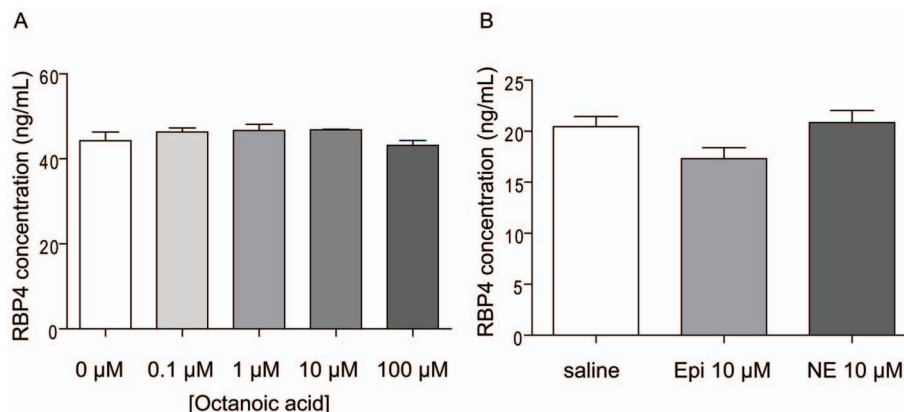 A
RBP4 concentration (ng/mL)
60
40
20
0
0 µM 0.1 µM 1 µM 10 µM 100 µM
[Octanoic acid]
B
RBP4 concentration (ng/mL)
25
20
15
10
5
0
saline Epi 10 µM NE 10 µM